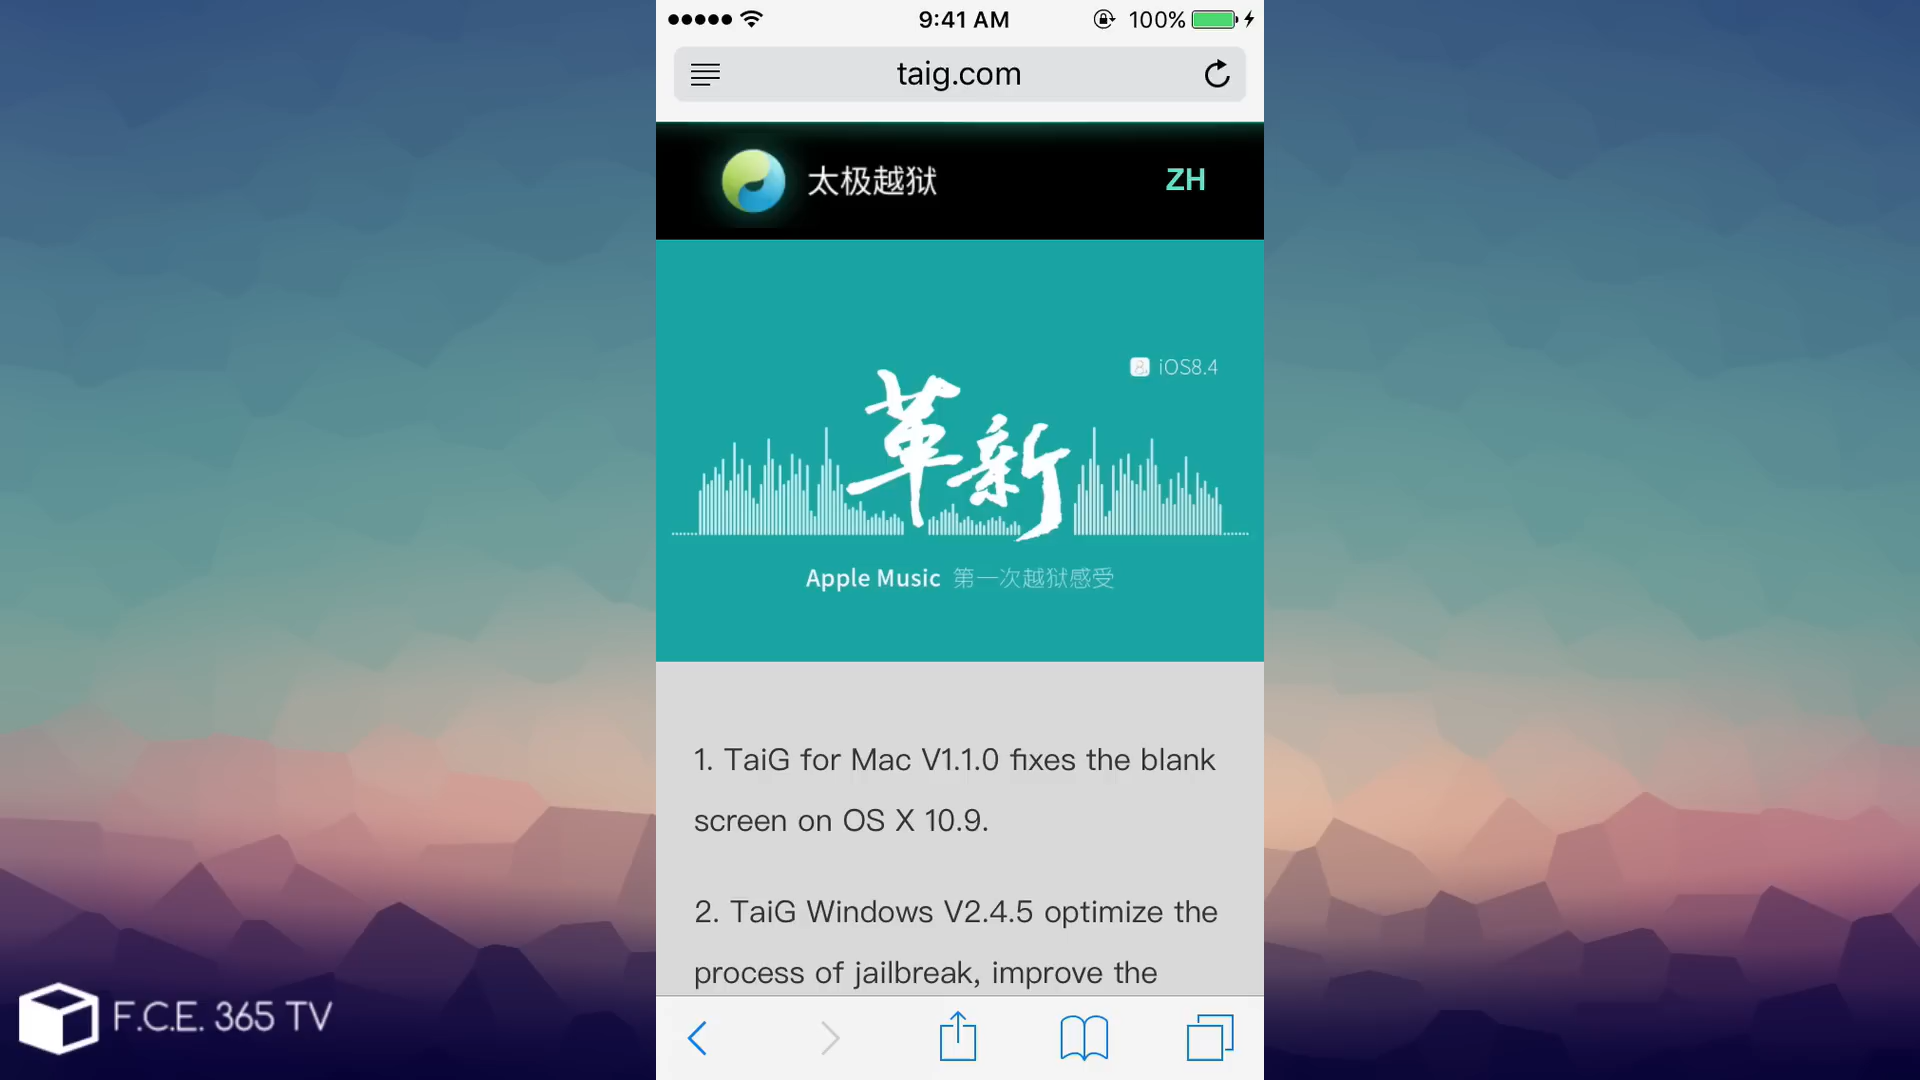 9:41 AM
100%
taig.com
太极越狱
ZH
iOS8.4
革新
Apple Music 第一次越狱感受
1. TaiG for Mac V1.1.0 fixes the blank
screen on OS X 10.9.
2. TaiG Windows V2.4.5 optimize the
process of jailbreak, improve the
F.C.E. 365 TV